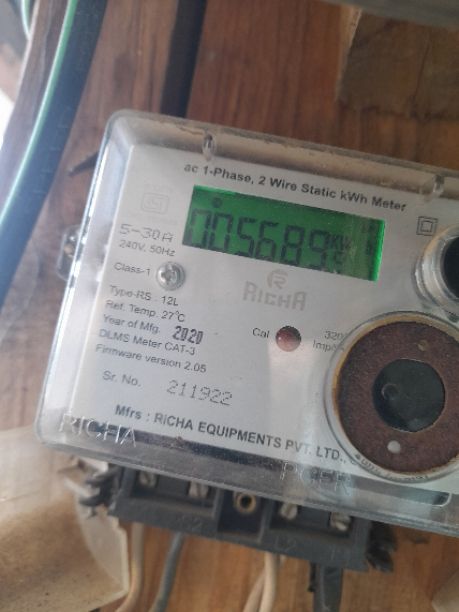 ac 1-Phase, 2 Wire Static kWh Meter
5-30A
240V, 50Hz
005689
KW
Class-1
RICHA
Type-RS - 12L
Ref. Temp. 27°C
Year of Mfg. 2020
DLMS Meter CAT-3
Firmware version 2.05
Cal
Sr. No. 211922
Mfrs : RICHA EQUIPMENTS PVT. LTD.,
RICHA